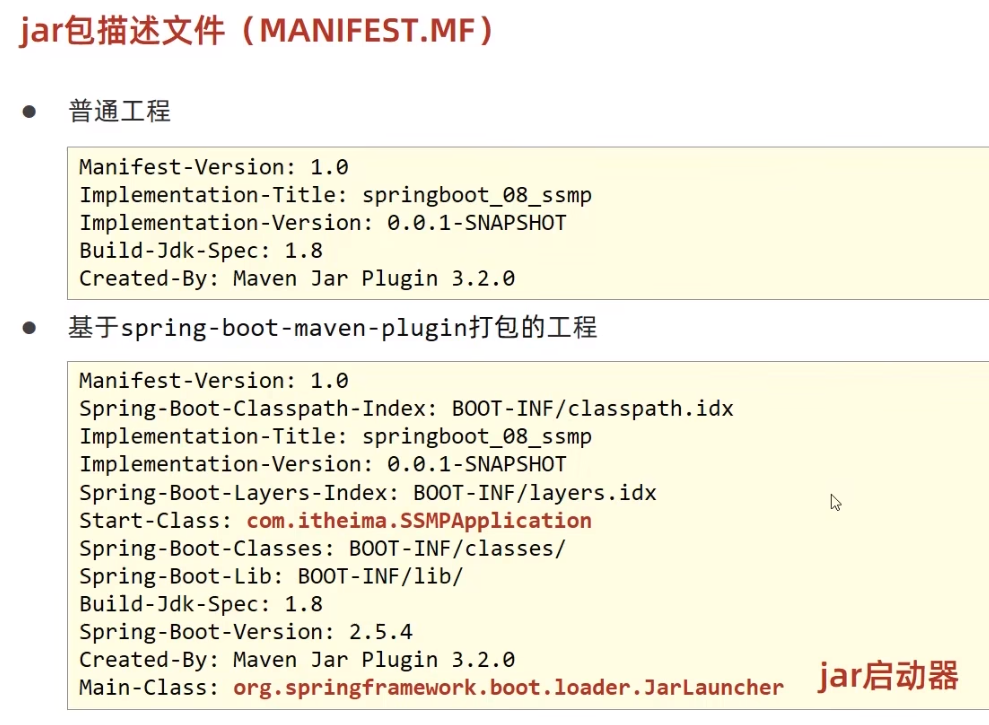 jar包描述文件（MANIFEST.MF）
● 普通工程
Manifest-Version: 1.0
Implementation-Title: springboot_08_ssmp
Implementation-Version: 0.0.1-SNAPSHOT
Build-Jdk-Spec: 1.8
Created-By: Maven Jar Plugin 3.2.0
● 基于spring-boot-maven-plugin打包的工程
Manifest-Version: 1.0
Spring-Boot-Classpath-Index: BOOT-INF/classpath.idx
Implementation-Title: springboot_08_ssmp
Implementation-Version: 0.0.1-SNAPSHOT
Spring-Boot-Layers-Index: BOOT-INF/layers.idx
Start-Class: com.itheima.SSMPApplication
Spring-Boot-Classes: BOOT-INF/classes/
Spring-Boot-Lib: BOOT-INF/lib/
Build-Jdk-Spec: 1.8
Spring-Boot-Version: 2.5.4
Created-By: Maven Jar Plugin 3.2.0
Main-Class: org.springframework.boot.loader.JarLauncher
jar启动器